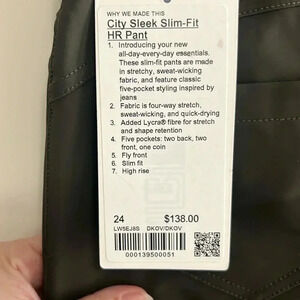 WHY WE MADE THIS
City Sleek Slim-Fit
HR Pant
1. Introducing your new
all-day-every-day essentials.
These slim-fit pants are made
in stretchy, sweat-wicking
fabric, and feature classic
five-pocket styling inspired by
jeans
2. Fabric is four-way stretch,
sweat-wicking, and quick-drying
3. Added Lycra® fibre for stretch
and shape retention
4. Five pockets: two back, two
front, one coin
5. Fly front
6. Slim fit
7. High rise
24 $138.00
LW5EJ8S DKOV/DKOV
000139500051